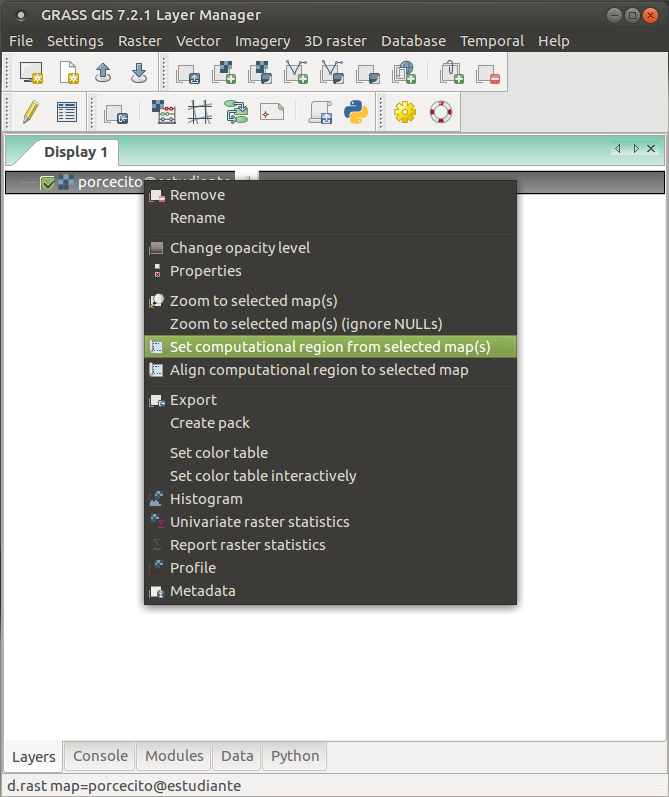 GRASS GIS 7.2.1 Layer Manager
File Settings Raster Vector Imagery 3D raster Database Temporal Help
Display 1
porcecito@estudiante
Remove
Rename
Change opacity level
Properties
Zoom to selected map(s)
Zoom to selected map(s) (ignore NULLs)
Set computational region from selected map(s)
Align computational region to selected map
Export
Create pack
Set color table
Set color table interactively
Histogram
Univariate raster statistics
Report raster statistics
Profile
Metadata
Layers Console Modules Data Python
d.rast map=porcecito@estudiante